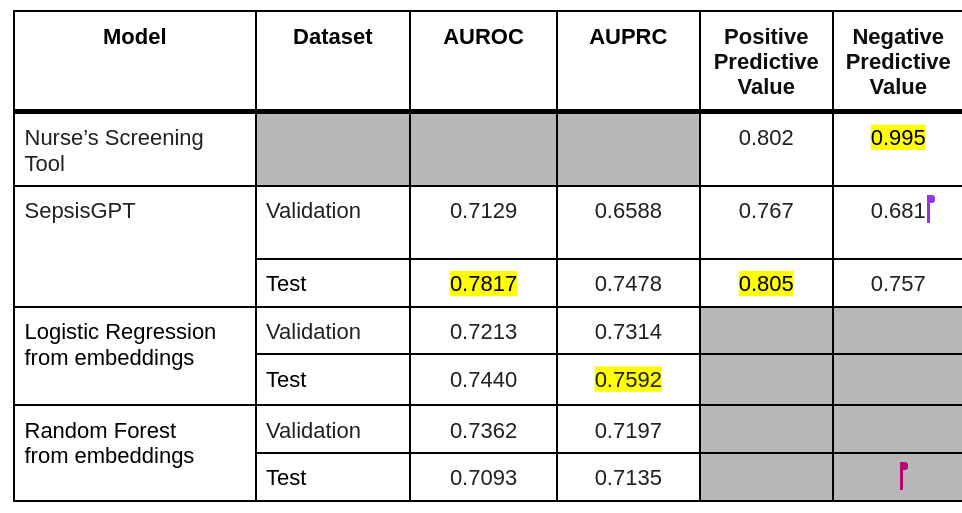 Model Dataset AUROC AUPRC Positive Predictive Value Negative Predictive Value
Nurse’s Screening Tool 0.802 0.995
SepsisGPT Validation 0.7129 0.6588 0.767 0.681
Test 0.7817 0.7478 0.805 0.757
Logistic Regression from embeddings Validation 0.7213 0.7314
Test 0.7440 0.7592
Random Forest from embeddings Validation 0.7362 0.7197
Test 0.7093 0.7135